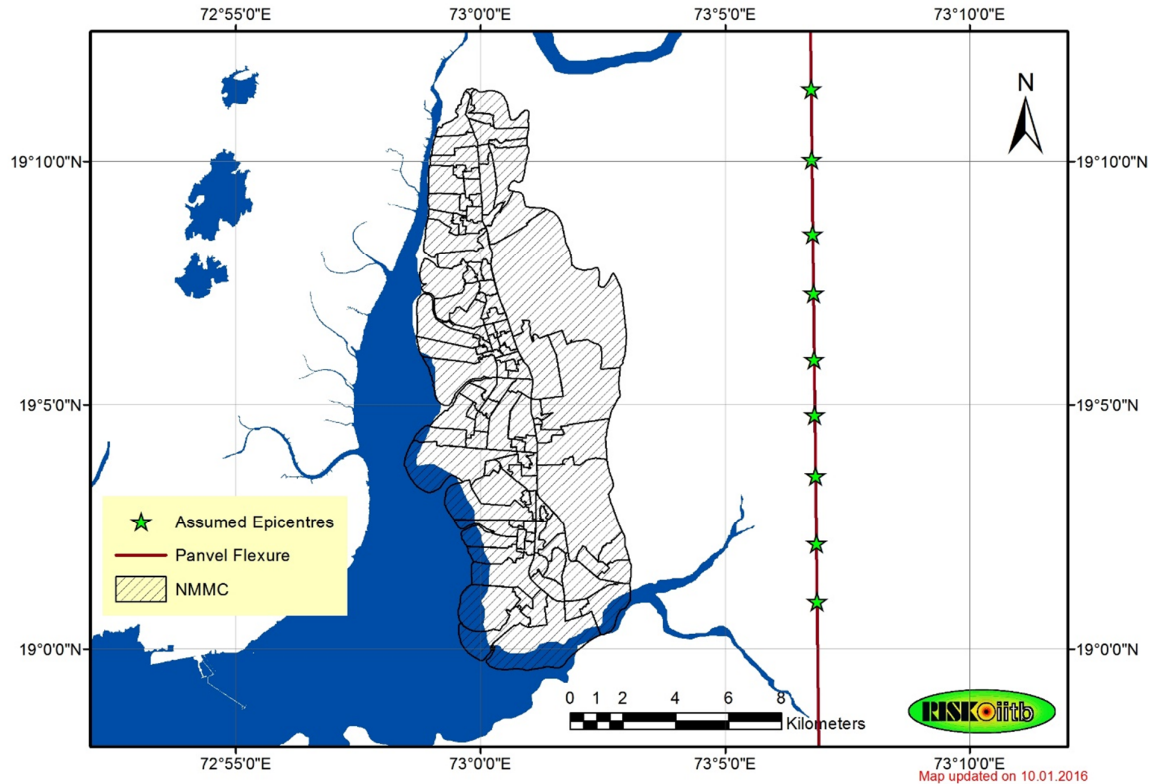 72°55'0"E 73°0'0"E 73°5'0"E 73°10'0"E
N
19°10'0"N 19°10'0"N
19°5'0"N 19°5'0"N
Assumed Epicentres
Panvel Flexure
NMMC
19°0'0"N 19°0'0"N
0 1 2 4 6 8
Kilometers
RISK iitb
72°55'0"E 73°0'0"E 73°5'0"E 73°10'0"E
Map updated on 10.01.2016